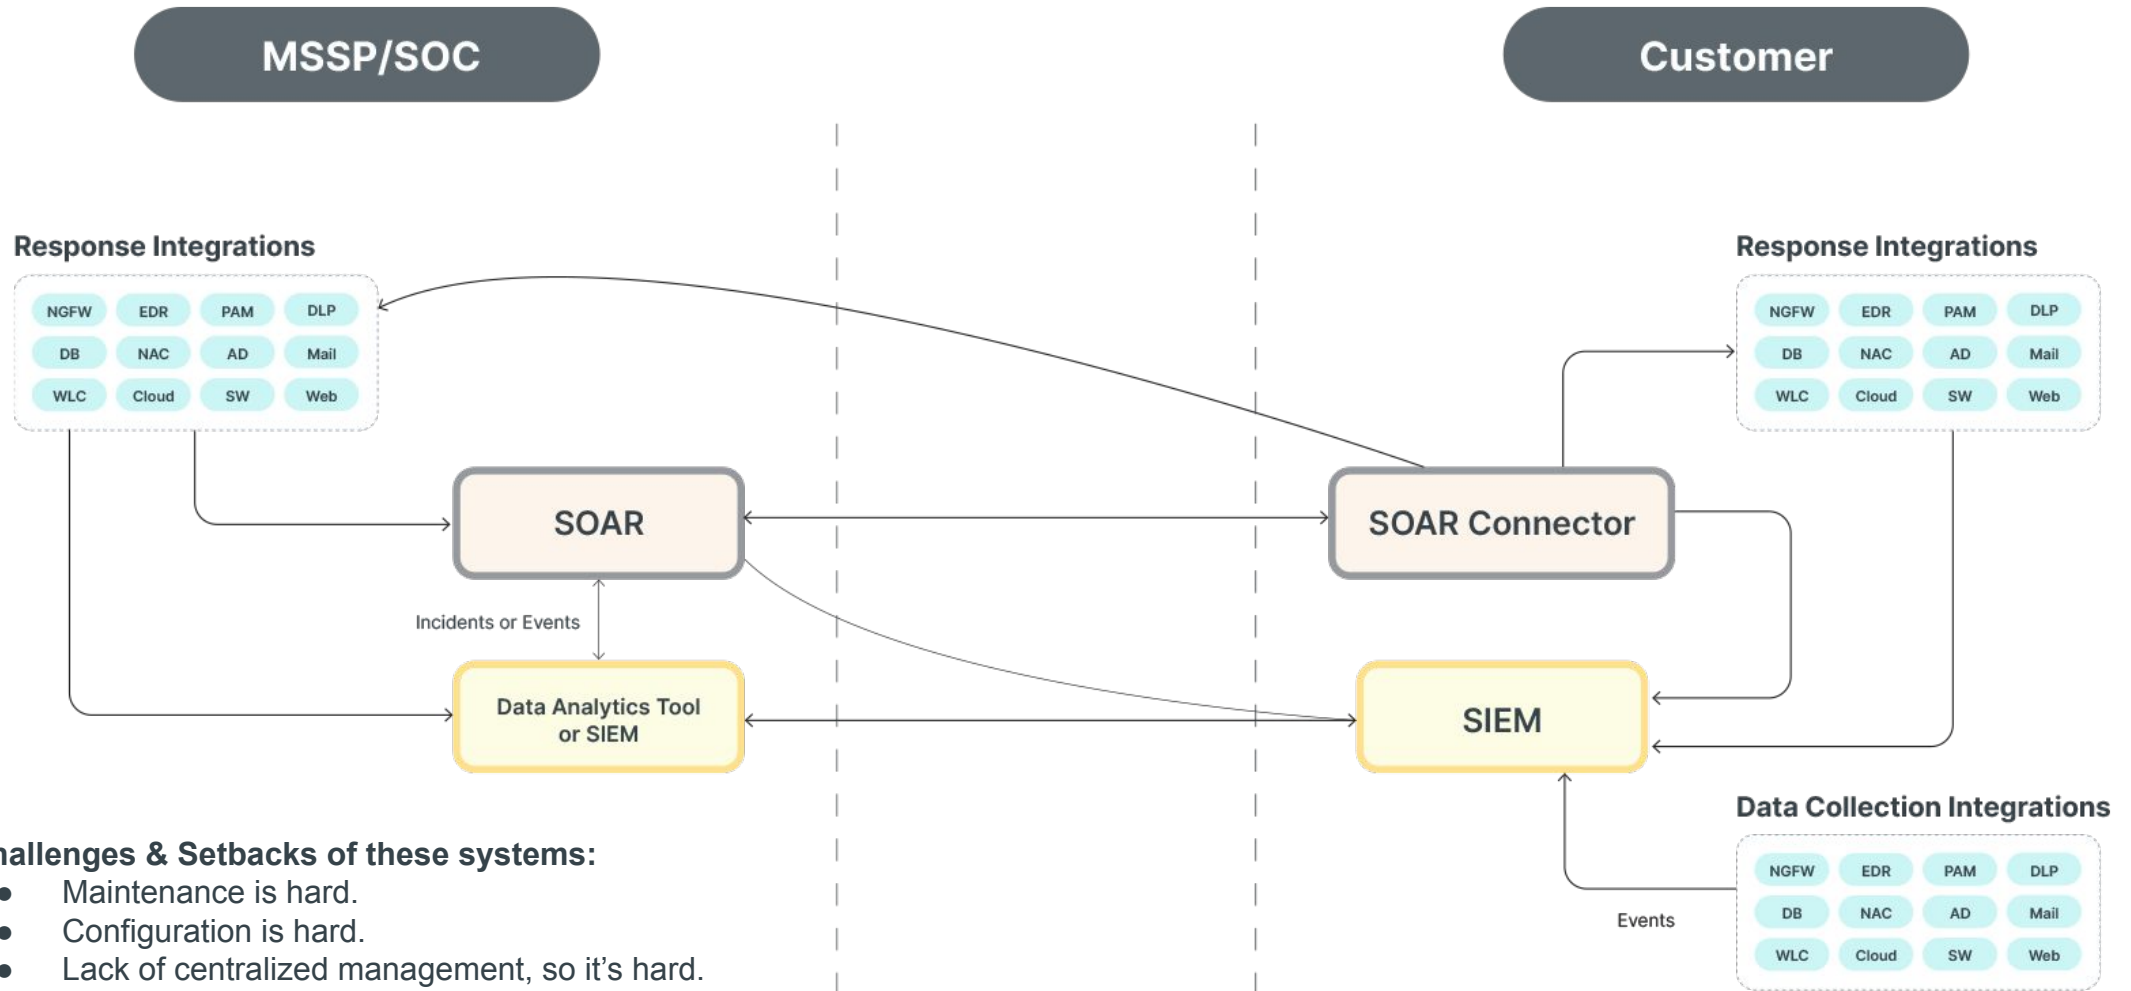 MSSP/SOC
Customer
Response Integrations
NGFW EDR PAM DLP
DB NAC AD Mail
WLC Cloud SW Web
Response Integrations
NGFW EDR PAM DLP
DB NAC AD Mail
WLC Cloud SW Web
SOAR
SOAR Connector
Incidents or Events
Data Analytics Tool
or SIEM
SIEM
Data Collection Integrations
NGFW EDR PAM DLP
DB NAC AD Mail
WLC Cloud SW Web
Events
hallenges & Setbacks of these systems:
● Maintenance is hard.
● Configuration is hard.
● Lack of centralized management, so it’s hard.